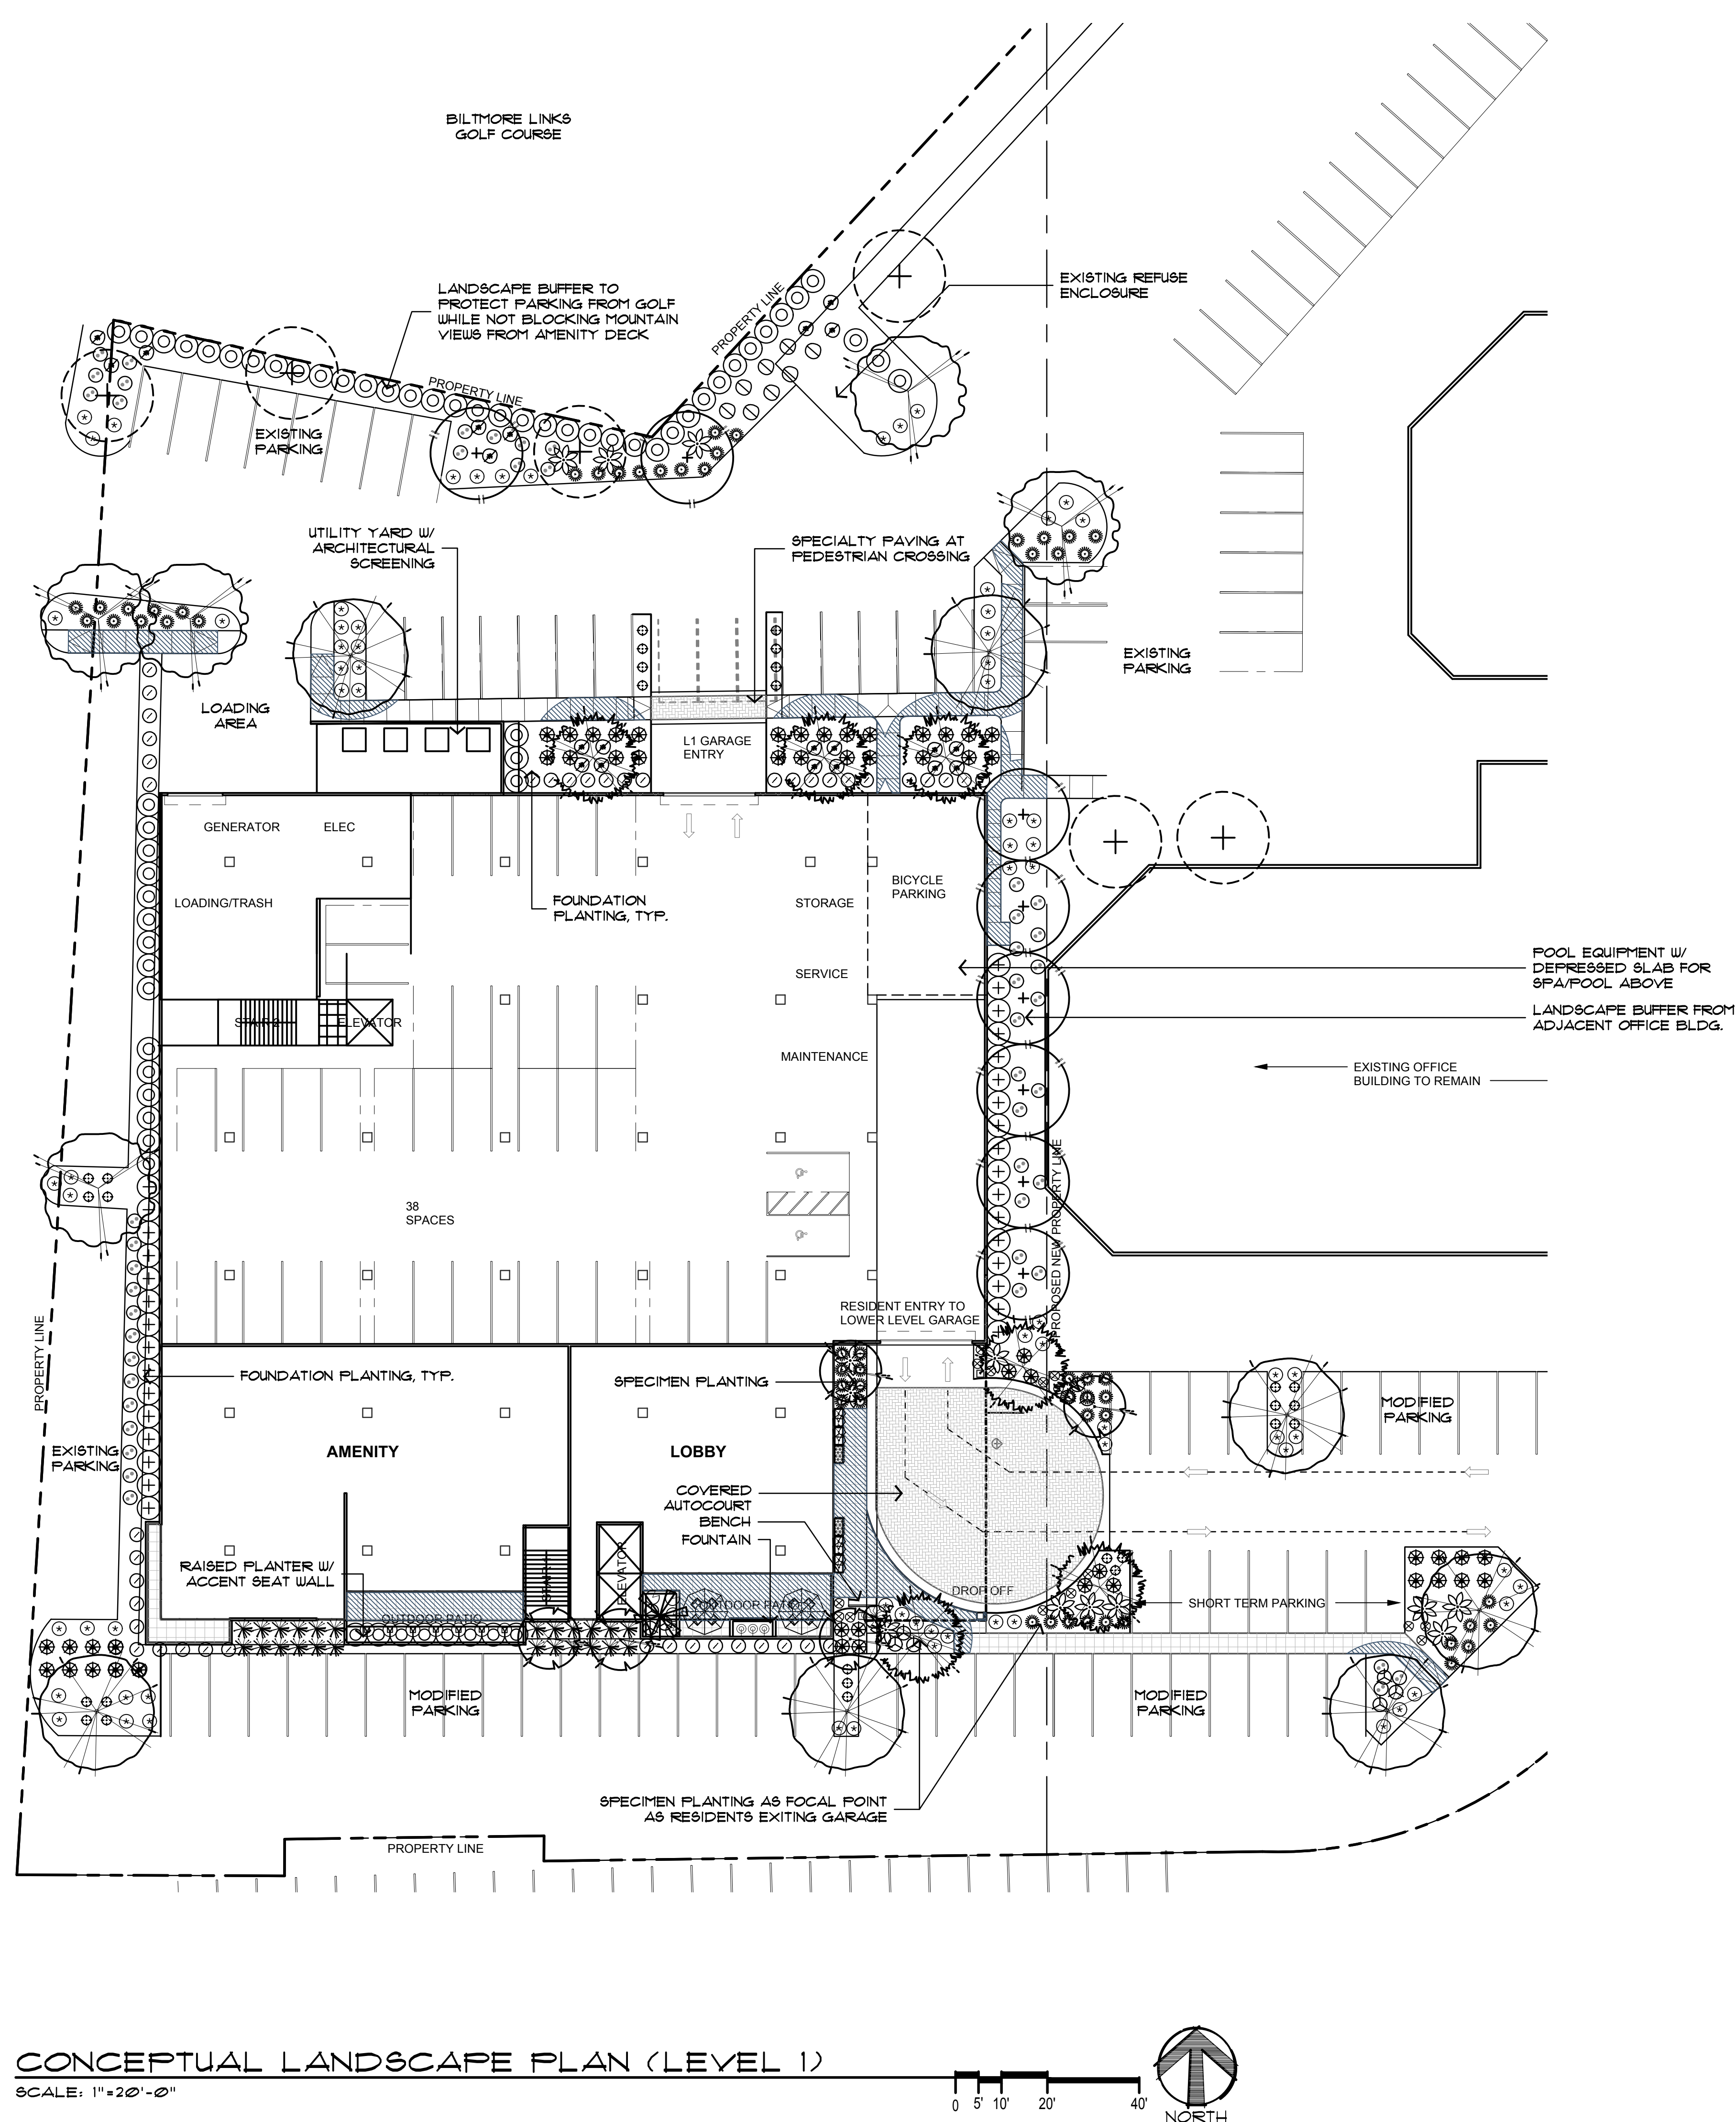 BILTMORE LINKS
GOLF COURSE
LANDSCAPE BUFFER TO
PROTECT PARKING FROM GOLF
WHILE NOT BLOCKING MOUNTAIN
VIEWS FROM AMENITY DECK
PROPERTY LINE
EXISTING REFUSE
ENCLOSURE
PROPERTY LINE
EXISTING
PARKING
UTILITY YARD W/
ARCHITECTURAL
SCREENING
SPECIALTY PAVING AT
PEDESTRIAN CROSSING
EXISTING
PARKING
LOADING
AREA
L1 GARAGE
ENTRY
GENERATOR
ELEC
LOADING/TRASH
FOUNDATION
PLANTING, TYP.
STORAGE
BICYCLE
PARKING
SERVICE
POOL EQUIPMENT W/
DEPRESSED SLAB FOR
SPA/POOL ABOVE
LANDSCAPE BUFFER FROM
ADJACENT OFFICE BLDG.
STAIR 2
ELEVATOR
MAINTENANCE
EXISTING OFFICE
BUILDING TO REMAIN
38
SPACES
PROPOSED NEW PROPERTY LINE
RESIDENT ENTRY TO
LOWER LEVEL GARAGE
PROPERTY LINE
FOUNDATION PLANTING, TYP.
SPECIMEN PLANTING
MODIFIED
PARKING
EXISTING
PARKING
AMENITY
LOBBY
COVERED
AUTOCOURT
BENCH
FOUNTAIN
RAISED PLANTER W/
ACCENT SEAT WALL
ELEVATOR
OUTDOOR PATIO
OUTDOOR PATIO
DROP OFF
SHORT TERM PARKING
MODIFIED
PARKING
MODIFIED
PARKING
SPECIMEN PLANTING AS FOCAL POINT
AS RESIDENTS EXITING GARAGE
PROPERTY LINE
CONCEPTUAL LANDSCAPE PLAN (LEVEL 1)
SCALE: 1"=20'-0"
0 5' 10' 20' 40'
NORTH